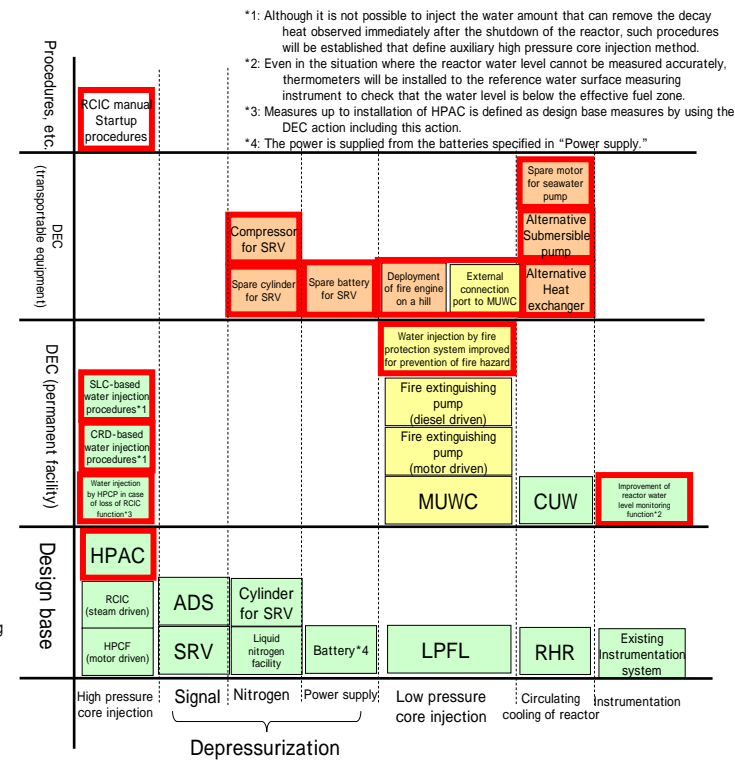 *1: Although it is not possible to inject the water amount that can remove the decay
heat observed immediately after the shutdown of the reactor, such procedures
will be established that define auxiliary high pressure core injection method.
*2: Even in the situation where the reactor water level cannot be measured accurately,
thermometers will be installed to the reference water surface measuring
instrument to check that the water level is below the effective fuel zone.
*3: Measures up to installation of HPAC is defined as design base measures by using the
DEC action including this action.
*4: The power is supplied from the batteries specified in “Power supply.”
Procedures, etc.
RCIC manual
Startup
procedures
DEC
(transportable equipment)
Spare motor
for seawater
pump
Compressor
for SRV
Alternative
Submersible
pump
Spare cylinder
for SRV
Spare battery
for SRV
Deployment
of fire engine
on a hill
External
connection
port to MUWC
Alternative
Heat
exchanger
DEC (permanent facility)
Water injection by fire
protection system improved
for prevention of fire hazard
SLC-based
water injection
procedures*1
Fire extinguishing
pump
(diesel driven)
CRD-based
water injection
procedures*1
Fire extinguishing
pump
(motor driven)
Water injection
by HPCP in case
of loss of RCIC
function*3
MUWC
CUW
Improvement of
reactor water
level monitoring
function*2
Design base
HPAC
RCIC
(steam driven)
ADS
Cylinder
for SRV
HPCF
(motor driven)
SRV
Liquid
nitrogen
facility
Battery*4
LPFL
RHR
Existing
Instrumentation
system
High pressure
core injection
Signal
Nitrogen
Power supply
Low pressure
core injection
Circulating
cooling of reactor
Instrumentation
Depressurization